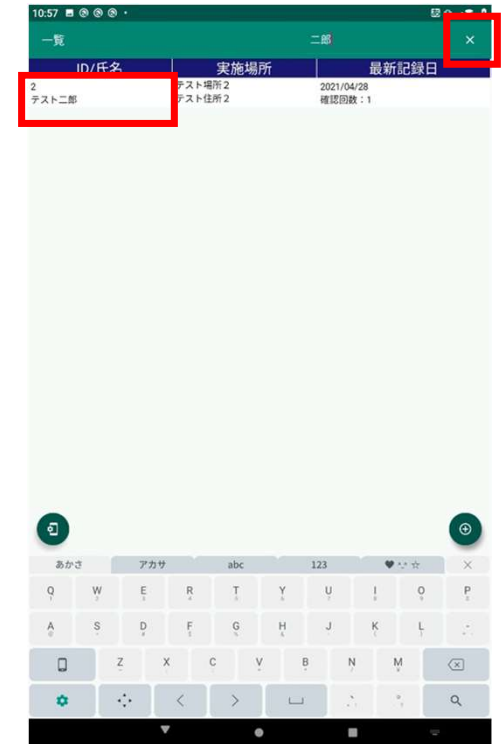 10:57
一覧
二郎
ID/氏名
実施場所
最新記録日
2
テスト二郎
テスト場所2
テスト住所2
2021/04/28
確認回数：1
あかさ
アカサ
abc
123
♥ ･:･ ☆
Q W E R T Y U I O P
A S D F G H J K L -
Z X C V B N M